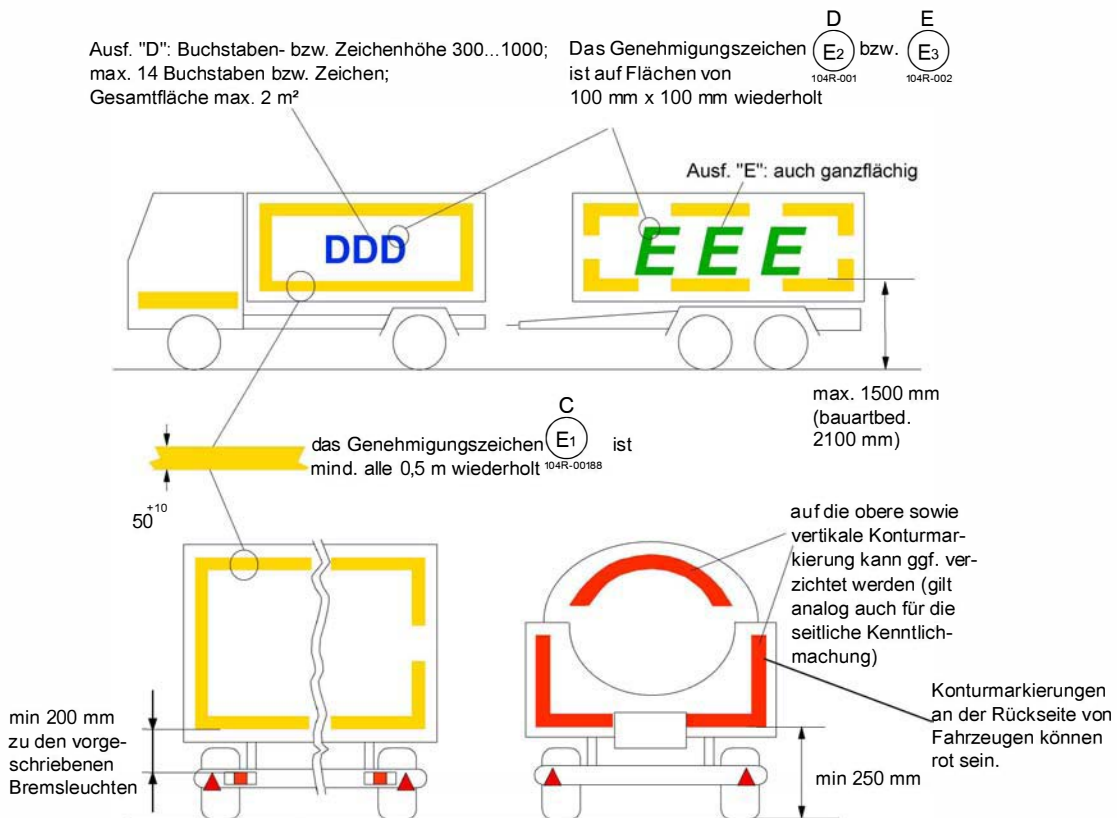 Ausf. "D": Buchstaben- bzw. Zeichenhöhe 300...1000;
max. 14 Buchstaben bzw. Zeichen;
Gesamtfläche max. 2 m²
D E
Das Genehmigungszeichen E2 bzw. E3
104R-001 104R-002
ist auf Flächen von
100 mm x 100 mm wiederholt
Ausf. "E": auch ganzflächig
DDD
E E E
max. 1500 mm
(bauartbed.
2100 mm)
C
das Genehmigungszeichen E1 ist
mind. alle 0,5 m wiederholt 104R-00188
50+10
auf die obere sowie
vertikale Konturmar-
kierung kann ggf. ver-
zichtet werden (gilt
analog auch für die
seitliche Kenntlich-
machung)
Konturmarkierungen
an der Rückseite von
Fahrzeugen können
rot sein.
min 200 mm
zu den vorge-
schriebenen
Bremsleuchten
min 250 mm